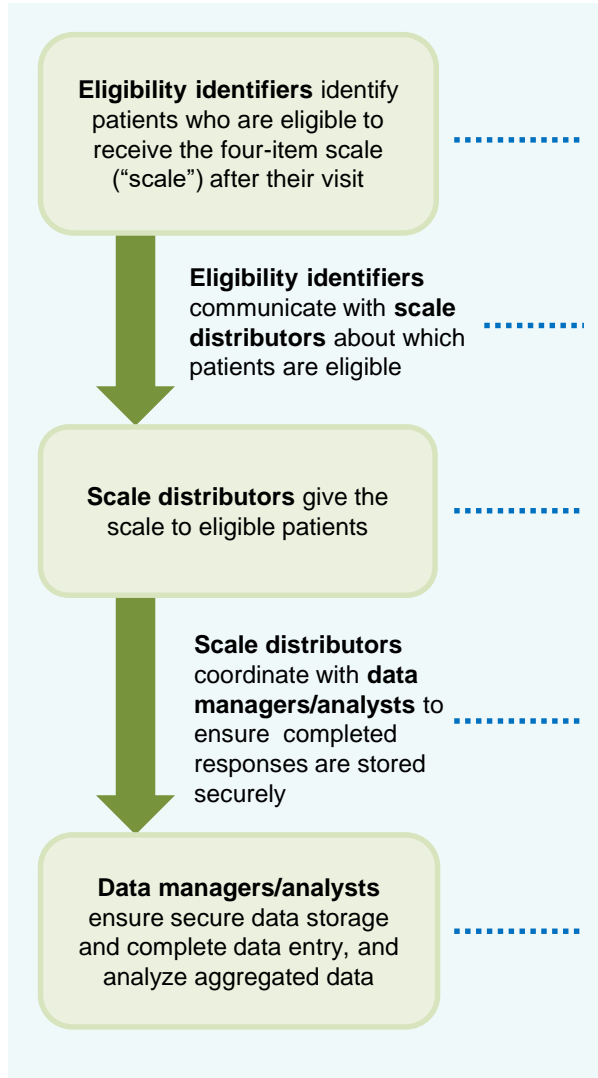 Eligibility identifiers identify
patients who are eligible to
receive the four-item scale
(“scale”) after their visit
Eligibility identifiers
communicate with scale
distributors about which
patients are eligible
Scale distributors give the
scale to eligible patients
Scale distributors
coordinate with data
managers/analysts to
ensure completed
responses are stored
securely
Data managers/analysts
ensure secure data storage
and complete data entry, and
analyze aggregated data